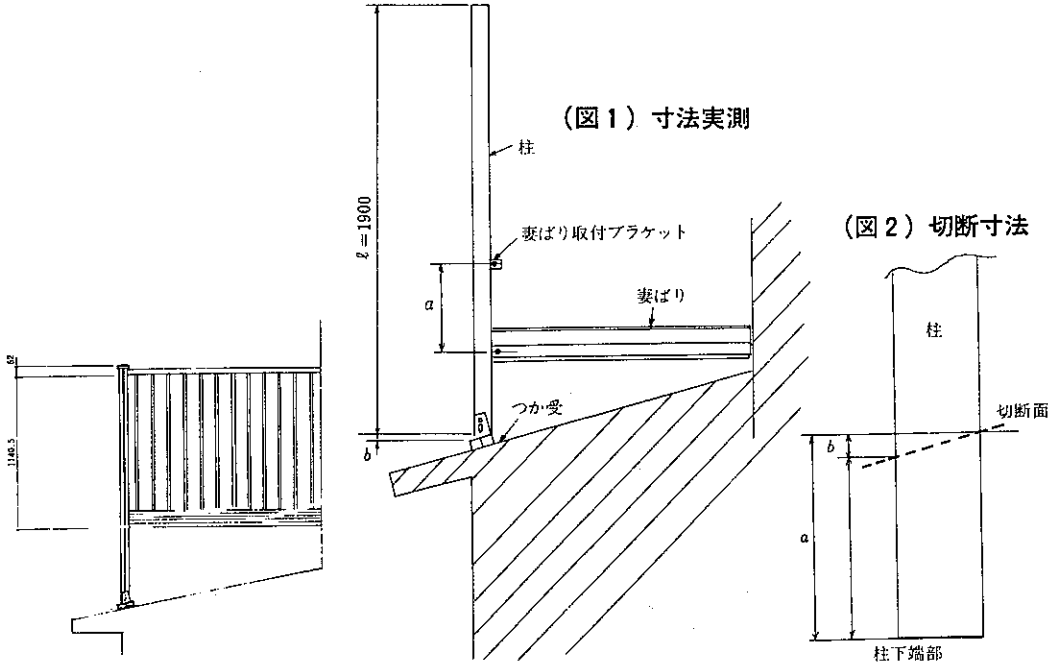 (図1) 寸法実測
柱
ℓ=1900
妻ばり取付ブラケット
a
妻ばり
つか受
b
62
1140.5
(図2) 切断寸法
柱
切断面
b
a
柱下端部